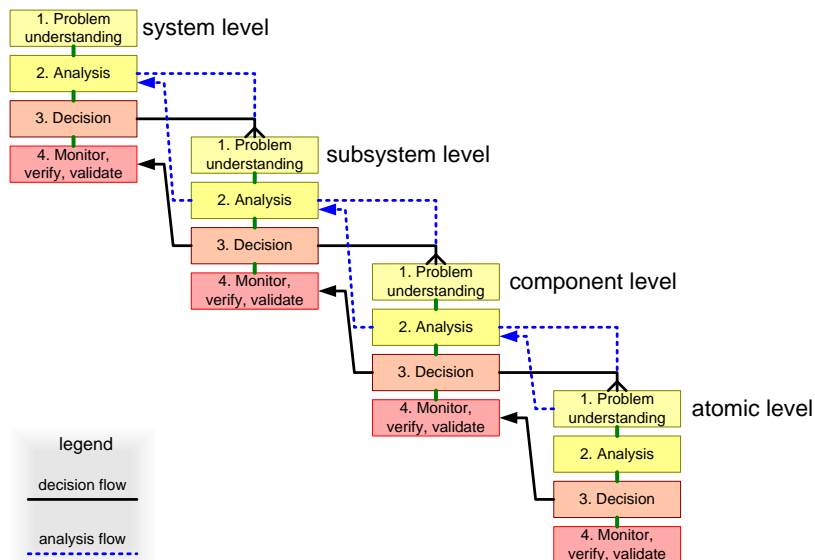 1. Problem
understanding
system level
2. Analysis
3. Decision
4. Monitor,
verify, validate
1. Problem
understanding
subsystem level
2. Analysis
3. Decision
4. Monitor,
verify, validate
1. Problem
understanding
component level
2. Analysis
3. Decision
4. Monitor,
verify, validate
1. Problem
understanding
atomic level
2. Analysis
3. Decision
4. Monitor,
verify, validate
legend
decision flow
analysis flow